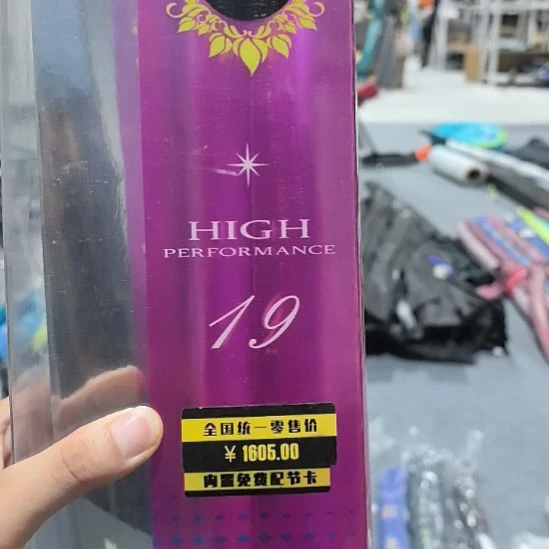 HIGH
PERFORMANCE
19
全国统一零售价
¥ 1605.00
内置免费配节卡